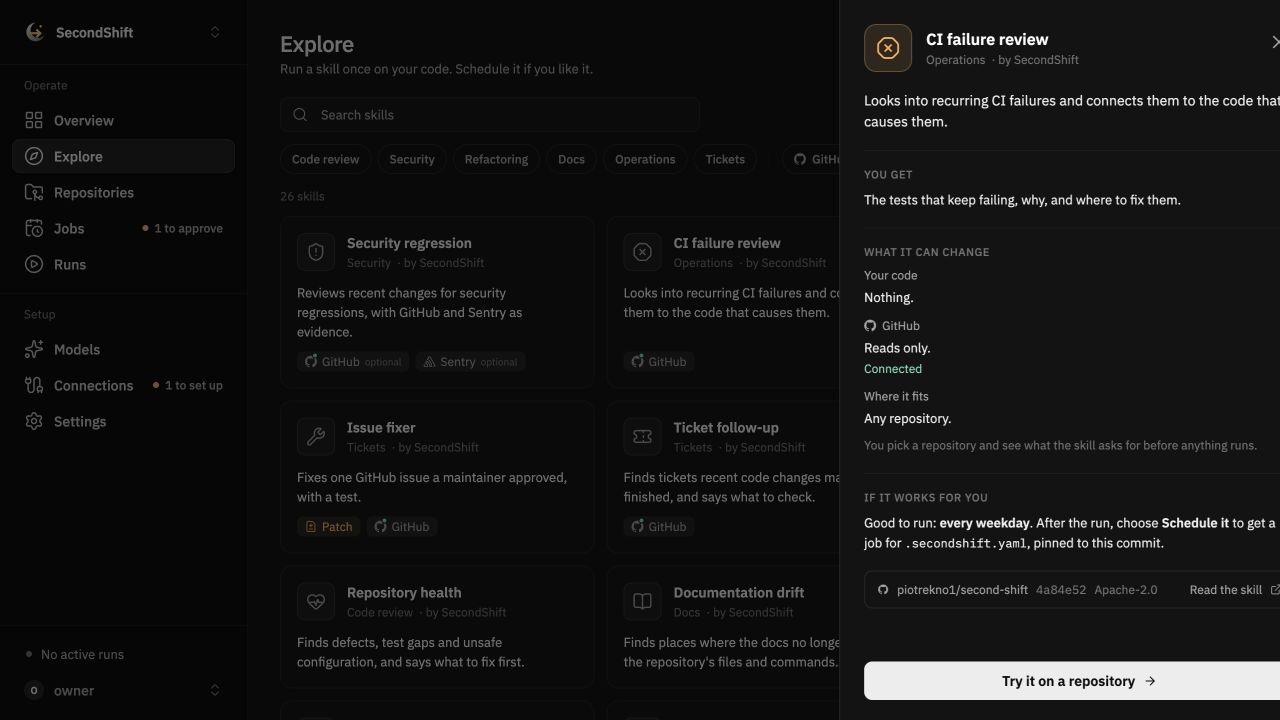 SecondShift
Operate
Overview
Explore
Repositories
Jobs
1 to approve
Runs
Setup
Models
Connections
1 to set up
Settings
No active runs
O owner
Explore
Run a skill once on your code. Schedule it if you like it.
Search skills
Code review
Security
Refactoring
Docs
Operations
Tickets
26 skills
Security regression
Security · by SecondShift
Reviews recent changes for security
regressions, with GitHub and Sentry as
evidence.
GitHub optional
Sentry optional
CI failure review
Operations · by SecondShift
Looks into recurring CI failures and
them to the code that causes them.
GitHub
Issue fixer
Tickets · by SecondShift
Fixes one GitHub issue a maintainer approved,
with a test.
Patch
GitHub
Ticket follow-up
Tickets · by SecondShift
Finds tickets recent code changes
finished, and says what to check.
GitHub
Repository health
Code review · by SecondShift
Finds defects, test gaps and unsafe
configuration, and says what to fix first.
Documentation drift
Docs · by SecondShift
Finds places where the docs no
the repository's files and commands.
CI failure review
Operations · by SecondShift
Looks into recurring CI failures and connects them to the code that
causes them.
YOU GET
The tests that keep failing, why, and where to fix them.
WHAT IT CAN CHANGE
Your code
Nothing.
GitHub
Reads only.
Connected
Where it fits
Any repository.
You pick a repository and see what the skill asks for before anything runs.
IF IT WORKS FOR YOU
Good to run: every weekday. After the run, choose Schedule it to get a
job for .secondshift.yaml, pinned to this commit.
piotrekno1/second-shift 4a84e52 Apache-2.0 Read the skill
Try it on a repository →